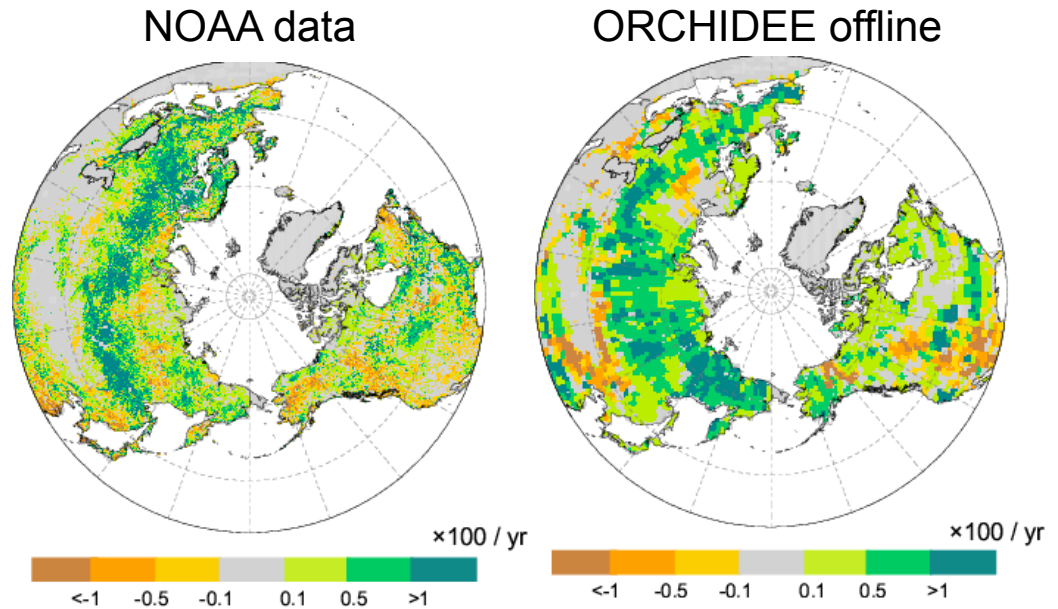 NOAA data
ORCHIDEE offline
×100 / yr
×100 / yr
<-1 -0.5 -0.1 0.1 0.5 >1
<-1 -0.5 -0.1 0.1 0.5 >1